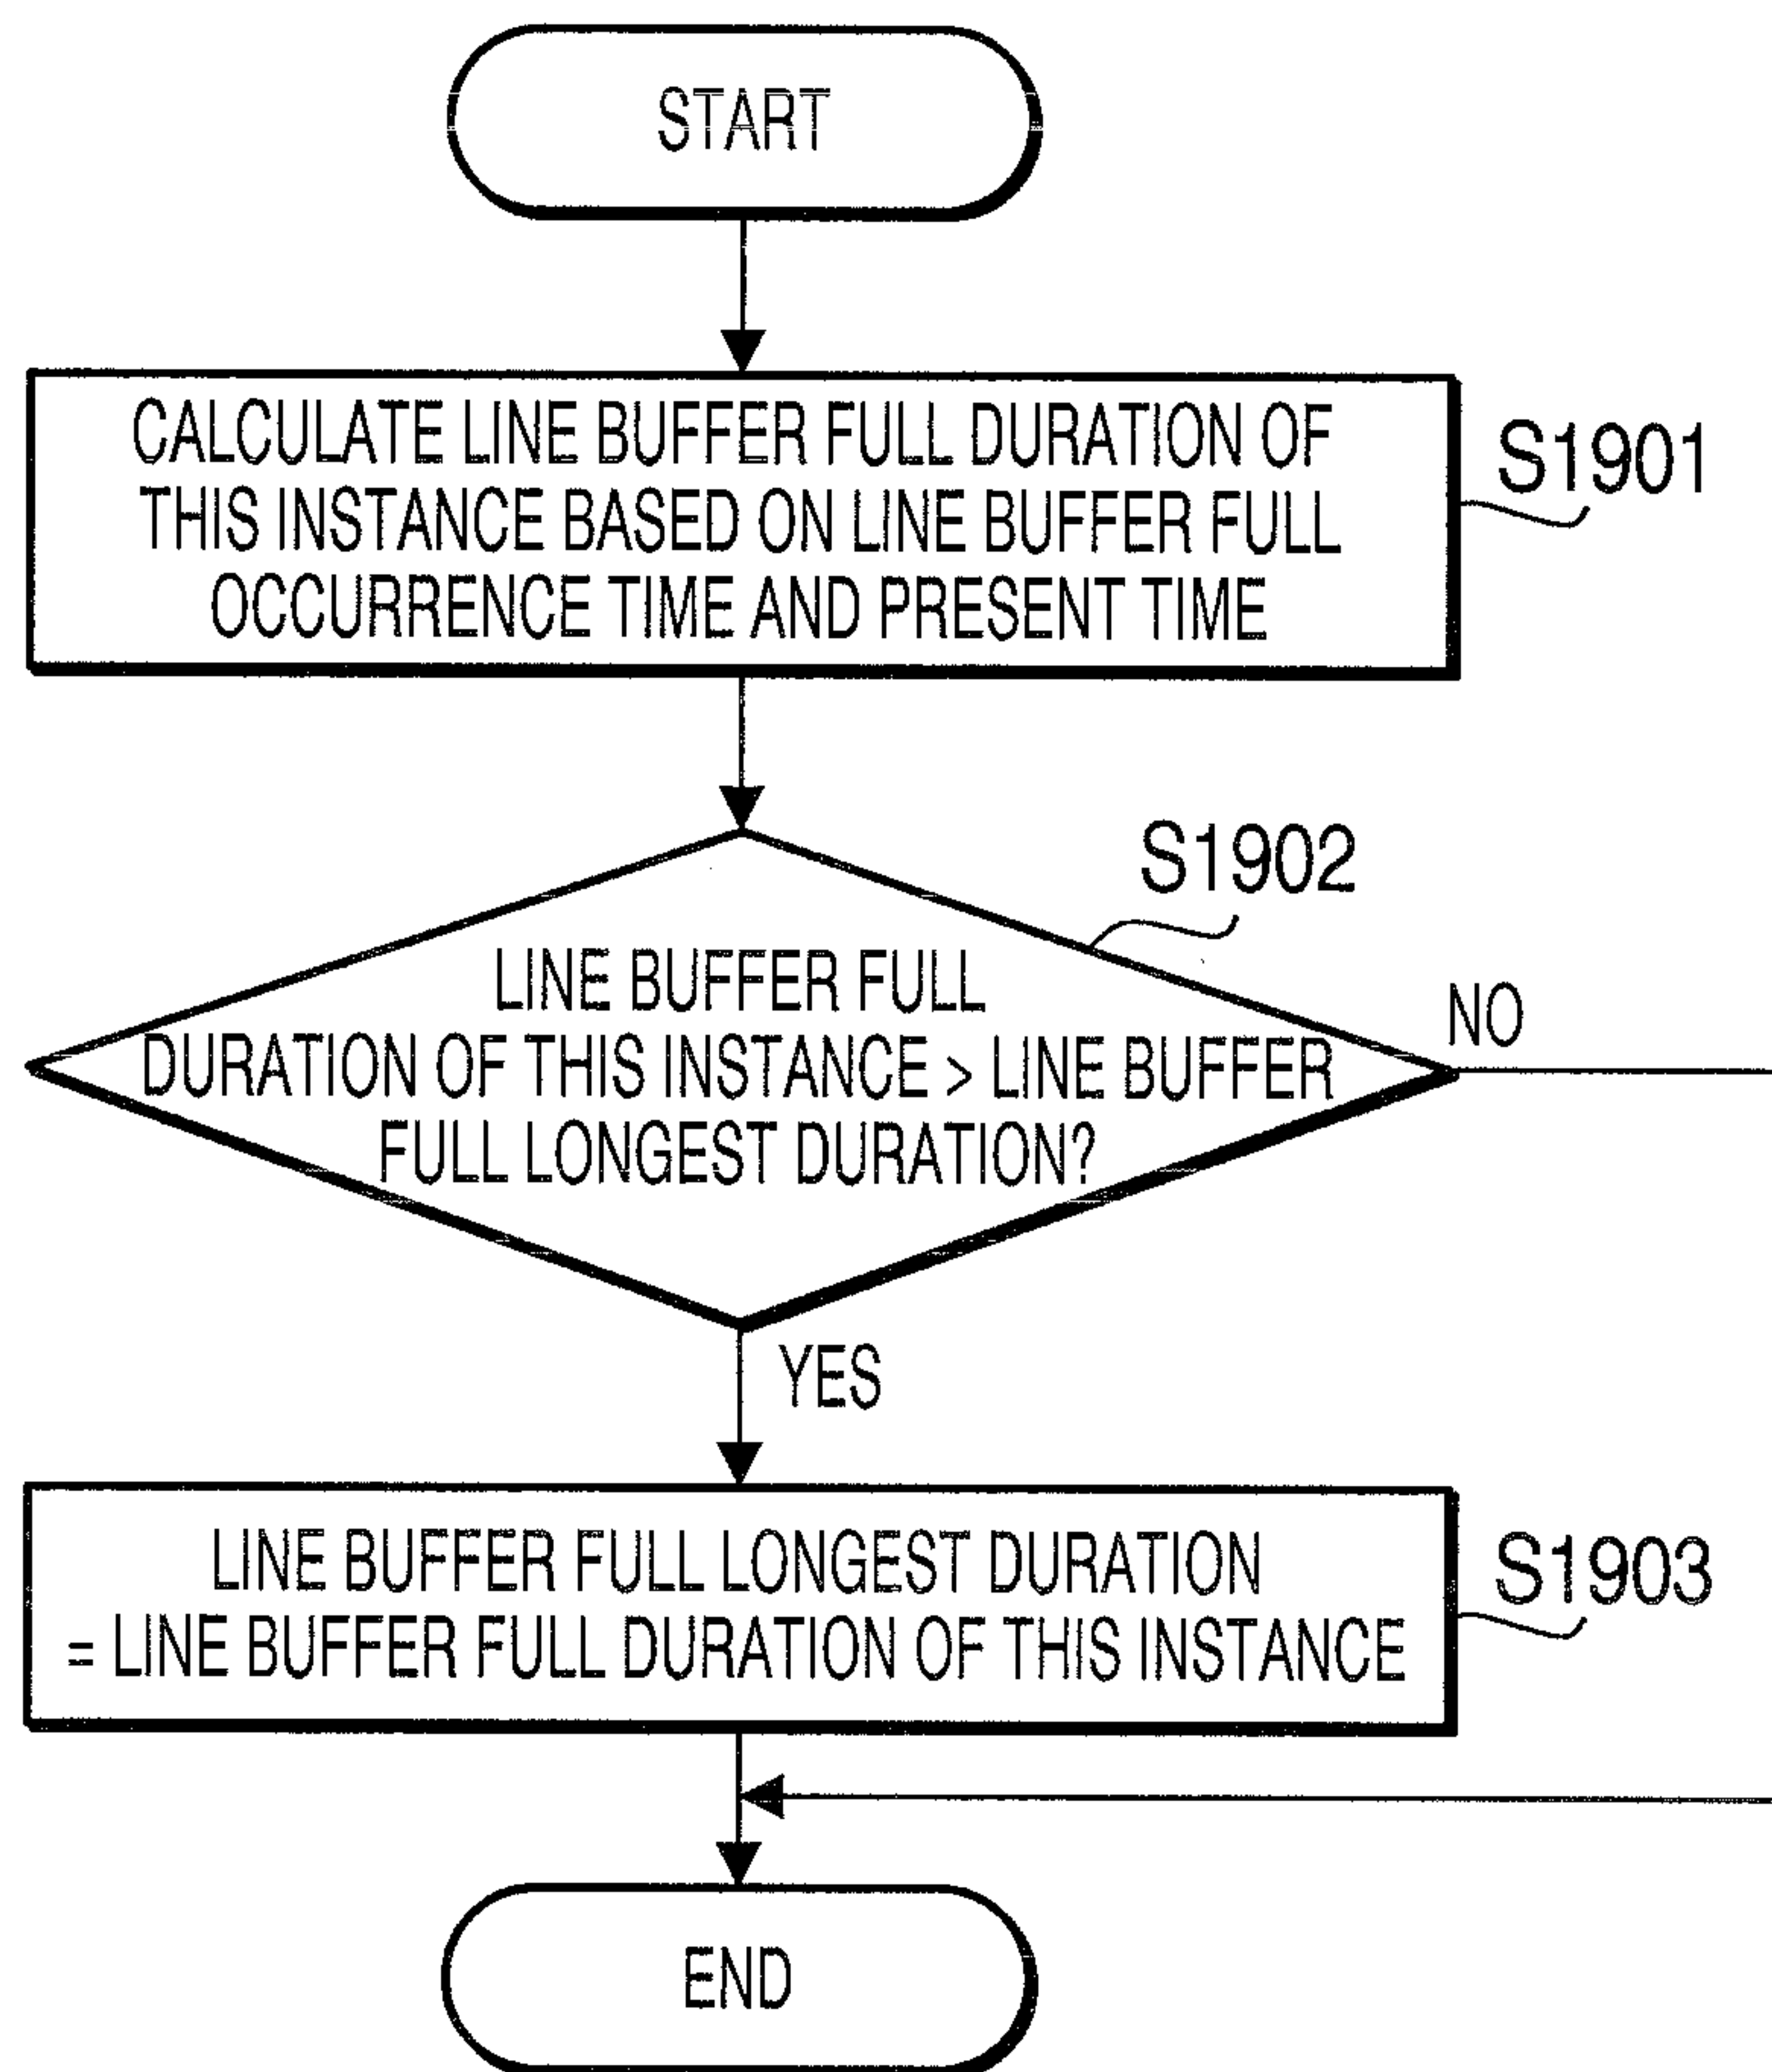 START
CALCULATE LINE BUFFER FULL DURATION OF
THIS INSTANCE BASED ON LINE BUFFER FULL
OCCURRENCE TIME AND PRESENT TIME
S1901
S1902
LINE BUFFER FULL
DURATION OF THIS INSTANCE > LINE BUFFER
FULL LONGEST DURATION?
NO
YES
LINE BUFFER FULL LONGEST DURATION
= LINE BUFFER FULL DURATION OF THIS INSTANCE
S1903
END